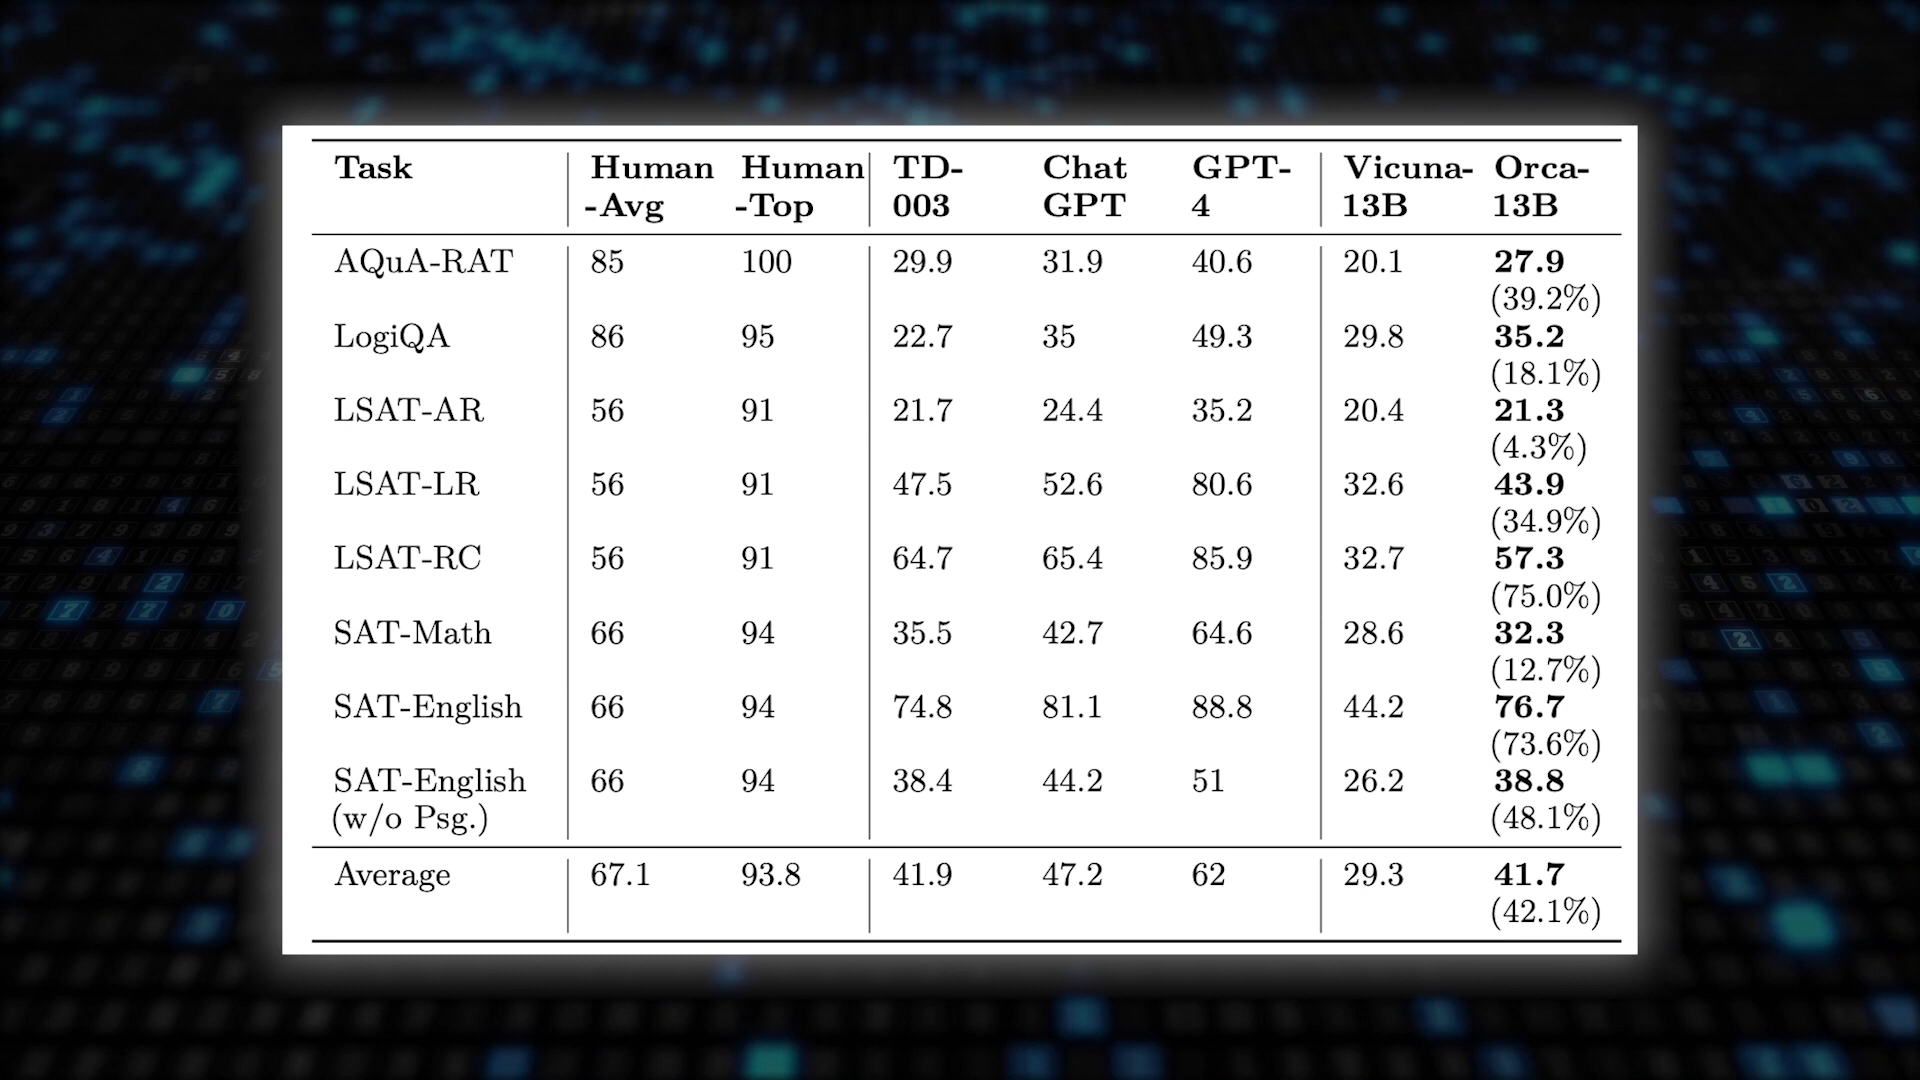 Task Human-Avg Human-Top TD-003 Chat GPT GPT-4 Vicuna-13B Orca-13B
AQuA-RAT 85 100 29.9 31.9 40.6 20.1 27.9
(39.2%)
LogiQA 86 95 22.7 35 49.3 29.8 35.2
(18.1%)
LSAT-AR 56 91 21.7 24.4 35.2 20.4 21.3
(4.3%)
LSAT-LR 56 91 47.5 52.6 80.6 32.6 43.9
(34.9%)
LSAT-RC 56 91 64.7 65.4 85.9 32.7 57.3
(75.0%)
SAT-Math 66 94 35.5 42.7 64.6 28.6 32.3
(12.7%)
SAT-English 66 94 74.8 81.1 88.8 44.2 76.7
(73.6%)
SAT-English 66 94 38.4 44.2 51 26.2 38.8
(w/o Psg.) (48.1%)
Average 67.1 93.8 41.9 47.2 62 29.3 41.7
(42.1%)